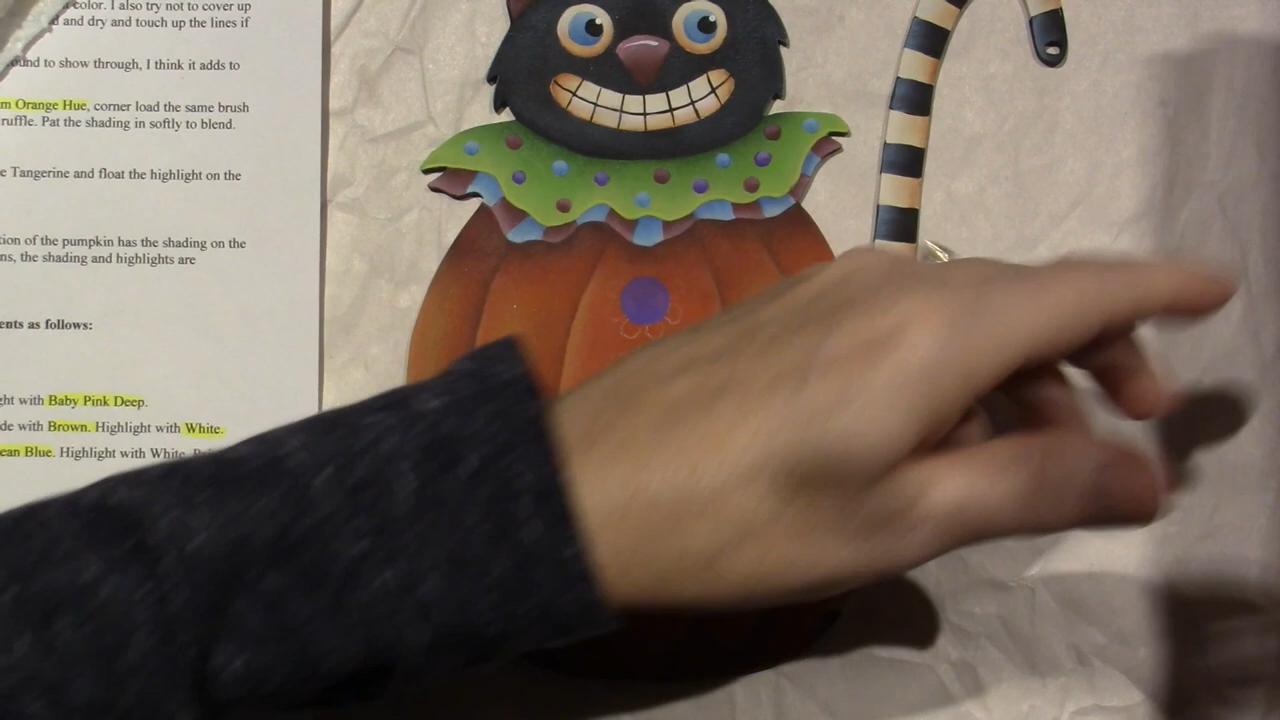 color. I also try not to cover up
and dry and touch up the lines if
ound to show through, I think it adds to
m Orange Hue, corner load the same brush
ruffle. Pat the shading in softly to blend.
e Tangerine and float the highlight on the
tion of the pumpkin has the shading on the
ns, the shading and highlights are
ents as follows:
ght with Baby Pink Deep.
de with Brown. Highlight with White.
ean Blue. Highlight with White.